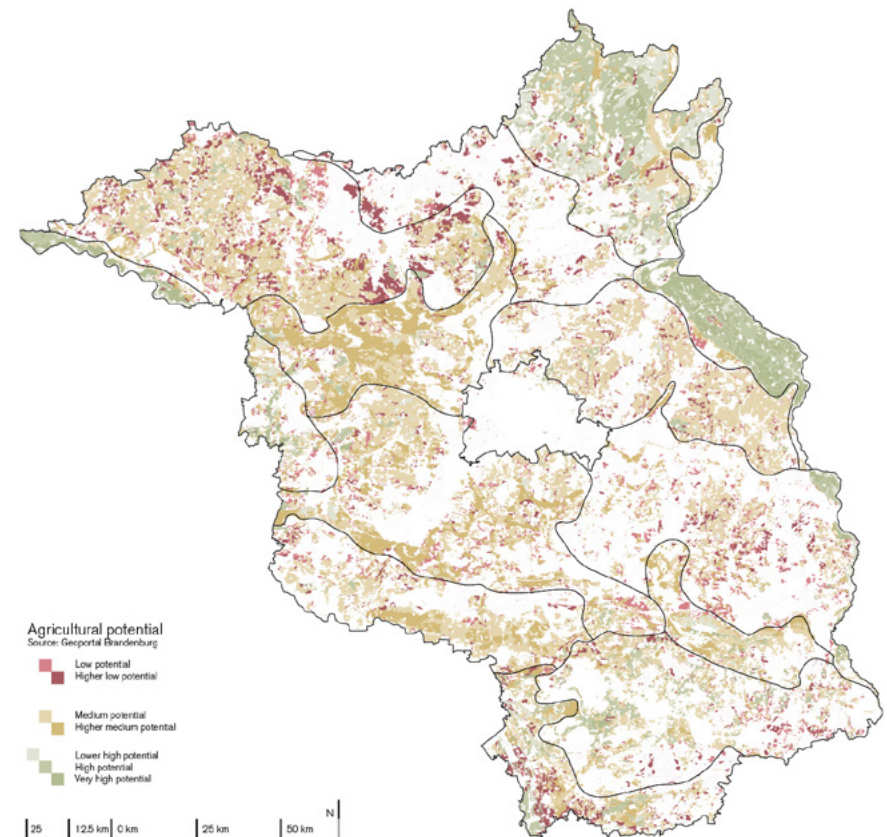 Agricultural potential
Source: Geoportal Brandenburg
Low potential
Higher low potential
Medium potential
Higher medium potential
Lower high potential
High potential
Very high potential
N
25 12.5 km 0 km 25 km 50 km